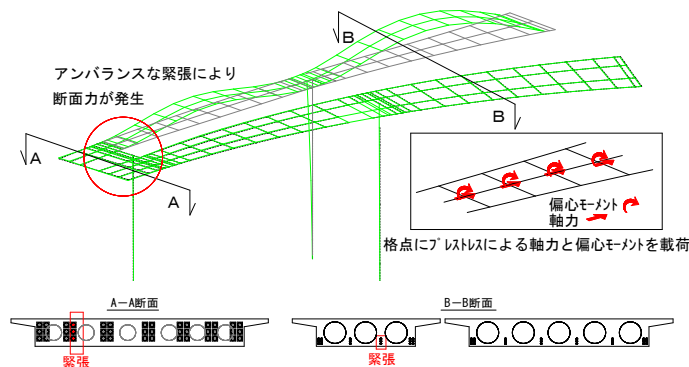 アンバランスな緊張により
断面力が発生
B
B
A
A
偏心モーメント
軸力
格点にプレストレスによる軸力と偏心モーメントを載荷
A－A断面
B－B断面
緊張
緊張